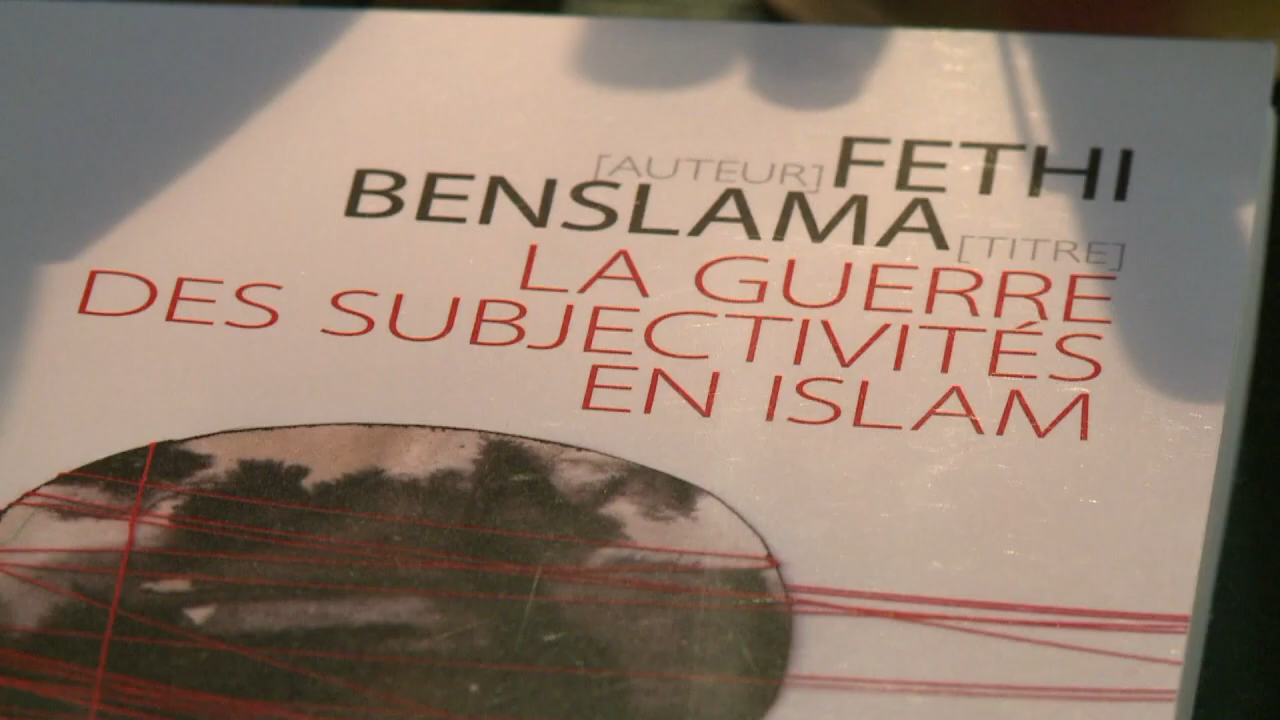 [AUTEUR] FETHI
BENSLAMA [TITRE]
LA GUERRE
DES SUBJECTIVITÉS
EN ISLAM